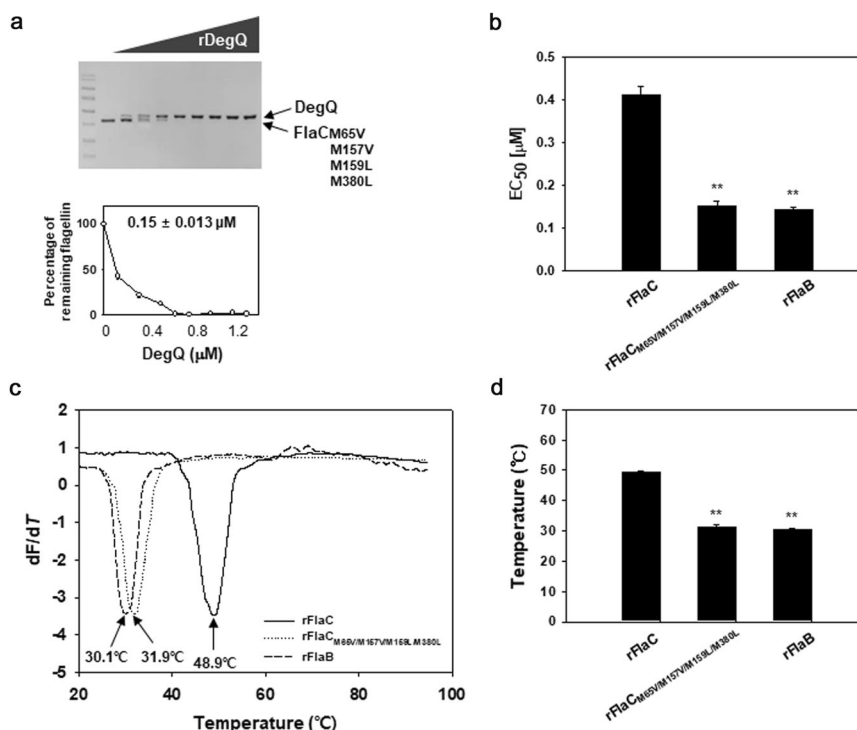 a
rDegQ
DegQ
FlaC M65V
M157V
M159L
M380L
Percentage of
remaining flagellin
100
50
0
0.15 ± 0.013 µM
0 0.4 0.8 1.2
DegQ (µM)
b
EC50 [µM]
0.5
0.4
0.3
0.2
0.1
0.0
**
**
rFlaC
rFlaCM65V/M157V/M159L/M380L
rFlaB
c
dF/dT
2
1
0
-1
-2
-3
-4
-5
30.1℃
31.9℃
48.9℃
rFlaC
rFlaCM65V/M157V/M159L/M380L
rFlaB
20 40 60 80 100
Temperature (℃)
d
Temperature (℃)
70
60
50
40
30
20
10
0
**
**
rFlaC
rFlaCM65V/M157V/M159L/M380L
rFlaB